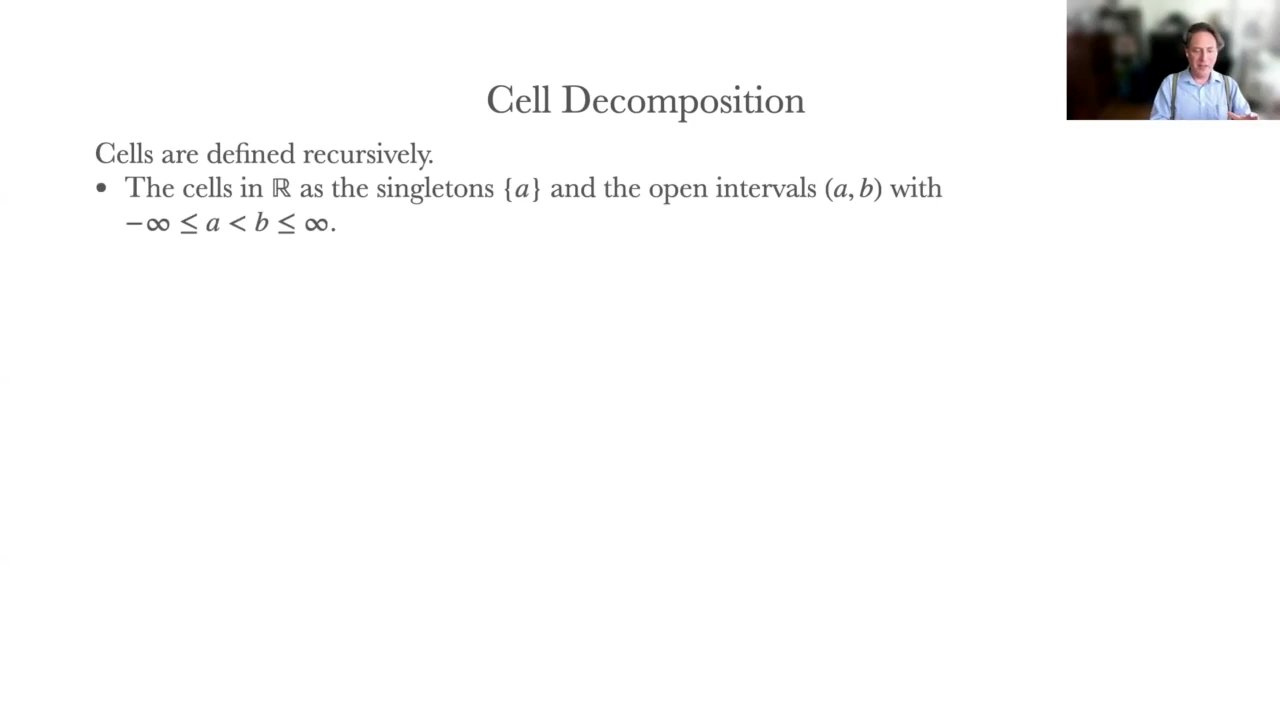 Cell Decomposition
Cells are defined recursively.
• The cells in ℝ as the singletons {a} and the open intervals (a, b) with
−∞ ≤ a < b ≤ ∞.